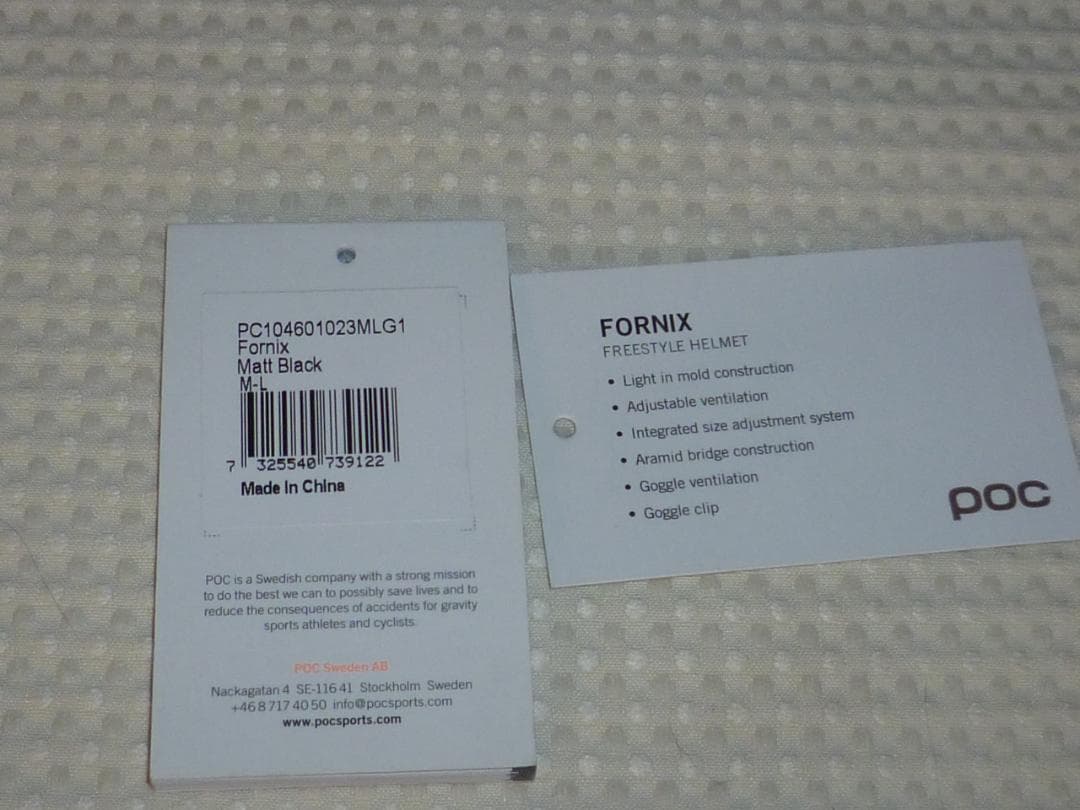 PC104601023MLG1
Fornix
Matt Black
M-L
7 325540 739122
Made In China
POC is a Swedish company with a strong mission
to do the best we can to possibly save lives and to
reduce the consequences of accidents for gravity
sports athletes and cyclists.
POC Sweden AB
Nackagatan 4 SE-116 41 Stockholm Sweden
+46 8 717 40 50 info@pocsports.com
www.pocsports.com
FORNIX
FREESTYLE HELMET
• Light in mold construction
• Adjustable ventilation
• Integrated size adjustment system
• Aramid bridge construction
• Goggle ventilation
• Goggle clip
POC